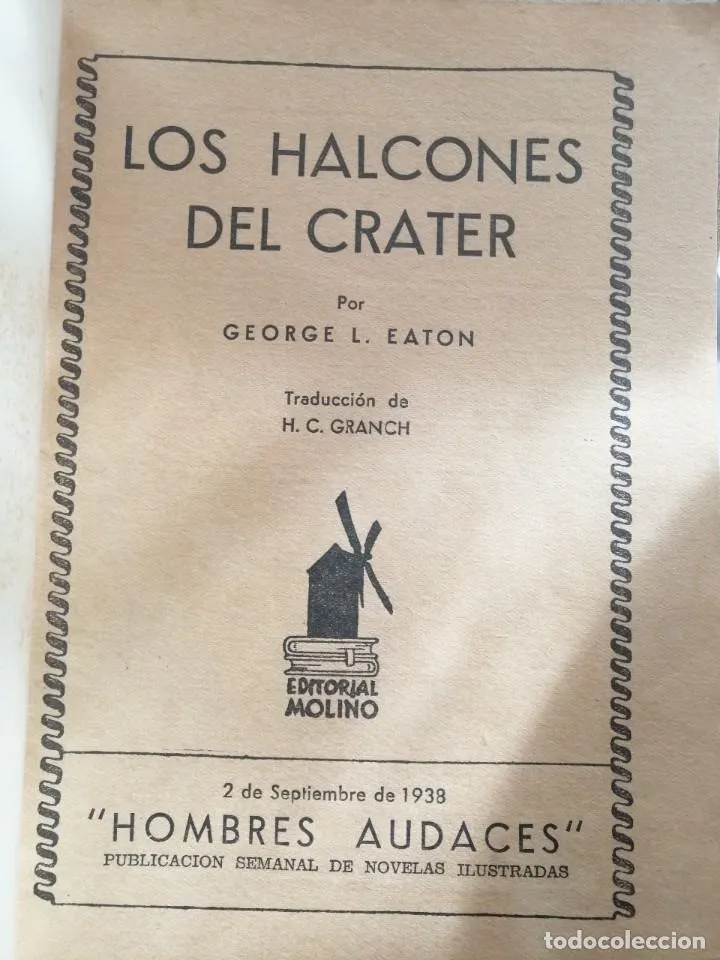 LOS HALCONES
DEL CRATER
Por
GEORGE L. EATON
Traducción de
H. C. GRANCH
EDITORIAL
MOLINO
2 de Septiembre de 1938
"HOMBRES AUDACES"
PUBLICACION SEMANAL DE NOVELAS ILUSTRADAS
todocoleccion